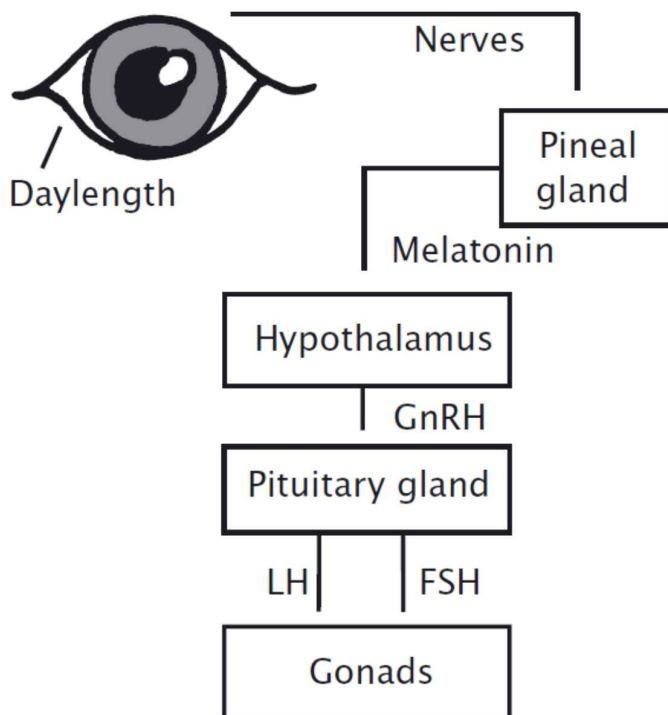 Nerves
Pineal
gland
Daylength
Melatonin
Hypothalamus
GnRH
Pituitary gland
LH FSH
Gonads